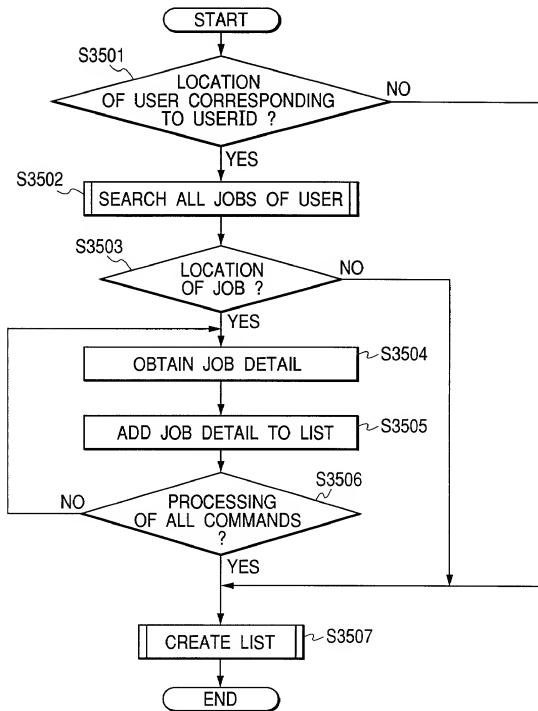 START
S3501
LOCATION
OF USER CORRESPONDING
TO USERID ?
NO
YES
S3502
SEARCH ALL JOBS OF USER
S3503
LOCATION
OF JOB ?
NO
YES
OBTAIN JOB DETAIL
S3504
ADD JOB DETAIL TO LIST
S3505
S3506
NO
PROCESSING
OF ALL COMMANDS
?
YES
CREATE LIST
S3507
END